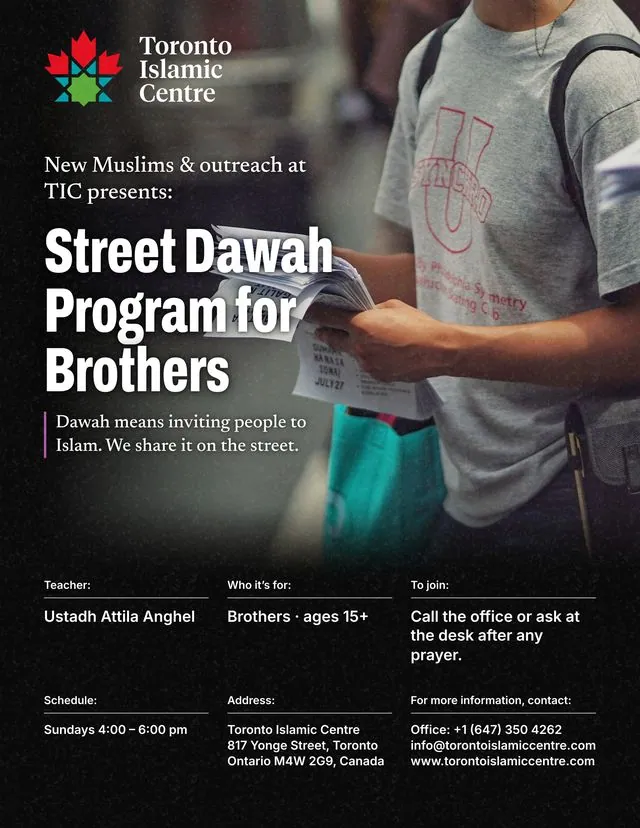 Toronto
Islamic
Centre
New Muslims & outreach at
TIC presents:
Street Dawah
Program for
Brothers
Dawah means inviting people to
Islam. We share it on the street.
SYNCHRO
U
JULY 27
Teacher:
Ustadh Attila Anghel
Who it’s for:
Brothers · ages 15+
To join:
Call the office or ask at
the desk after any
prayer.
Schedule:
Sundays 4:00 – 6:00 pm
Address:
Toronto Islamic Centre
817 Yonge Street, Toronto
Ontario M4W 2G9, Canada
For more information, contact:
Office: +1 (647) 350 4262
info@torontoislamiccentre.com
www.torontoislamiccentre.com